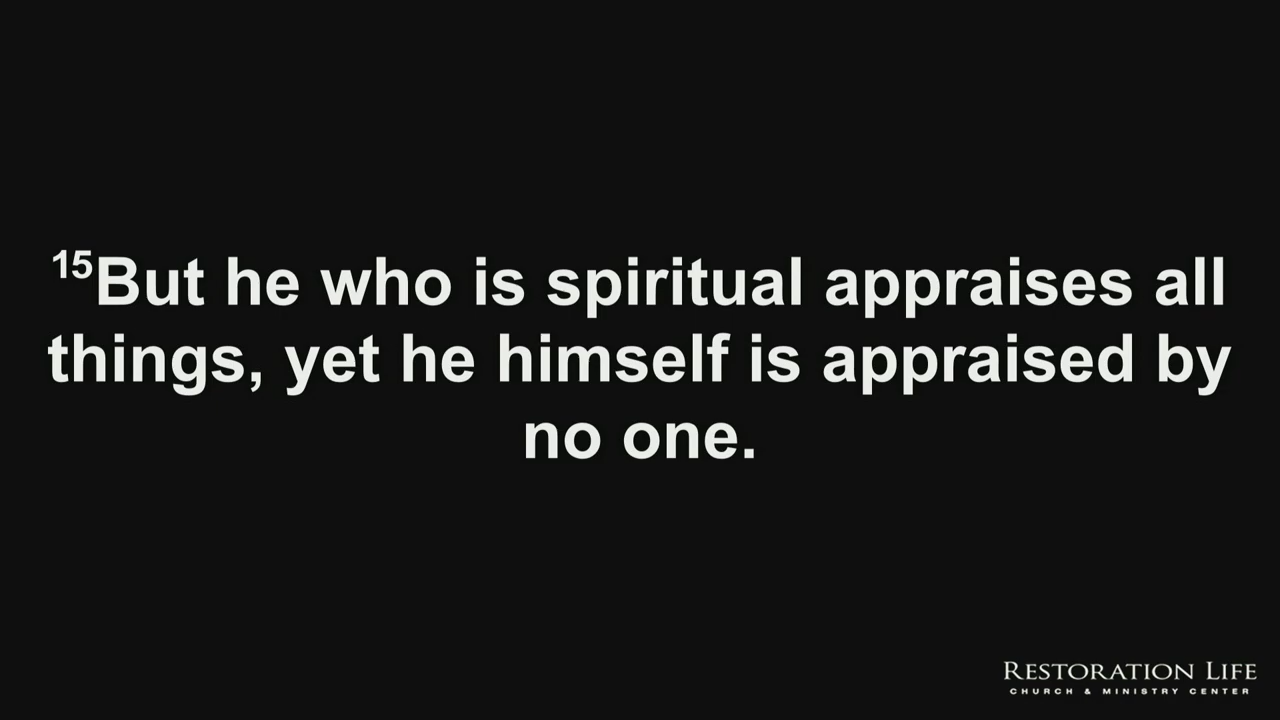 ¹⁵But he who is spiritual appraises all
things, yet he himself is appraised by
no one.
RESTORATION LIFE
CHURCH & MINISTRY CENTER